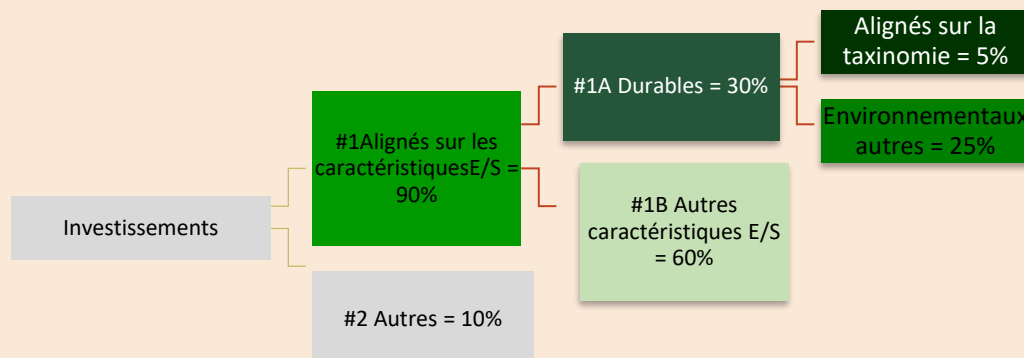 Investissements
#1Alignés sur les
caractéristiquesE/S =
90%
#2 Autres = 10%
#1A Durables = 30%
#1B Autres
caractéristiques E/S
= 60%
Alignés sur la
taxinomie = 5%
Environnementaux
autres = 25%